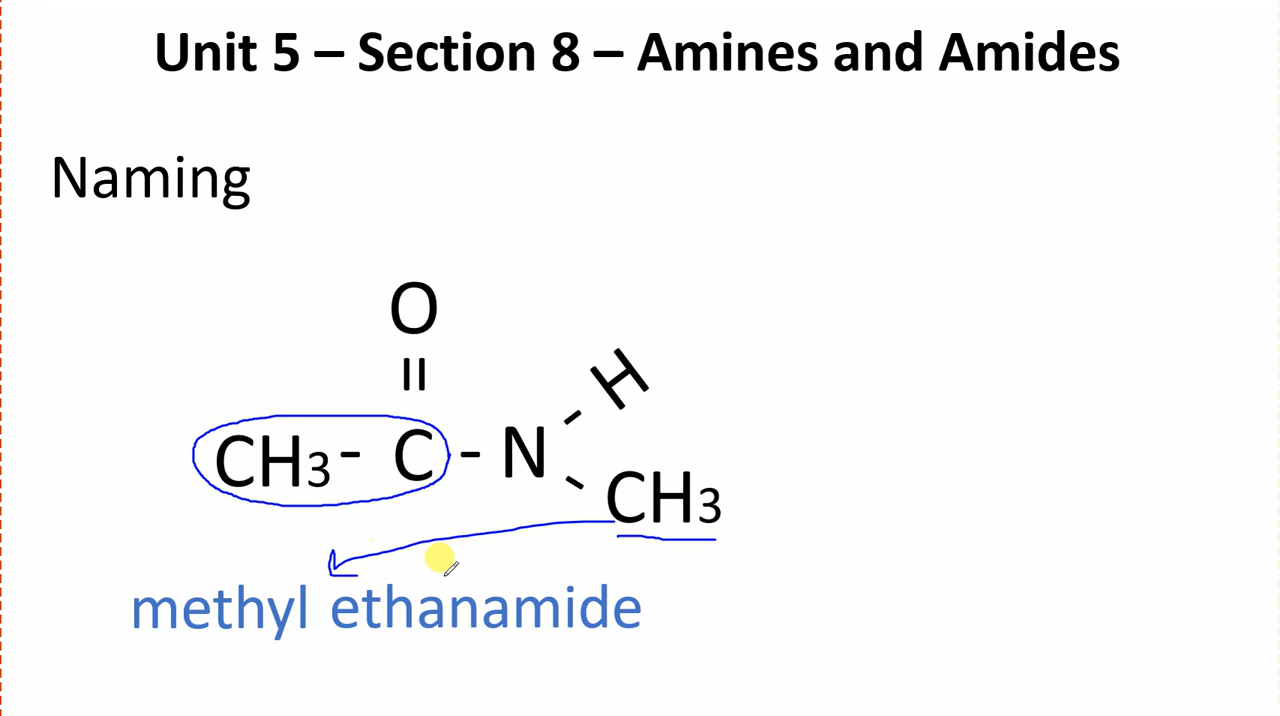 Unit 5 – Section 8 – Amines and Amides
Naming
O
H
CH3 - C - N
CH3
methyl ethanamide